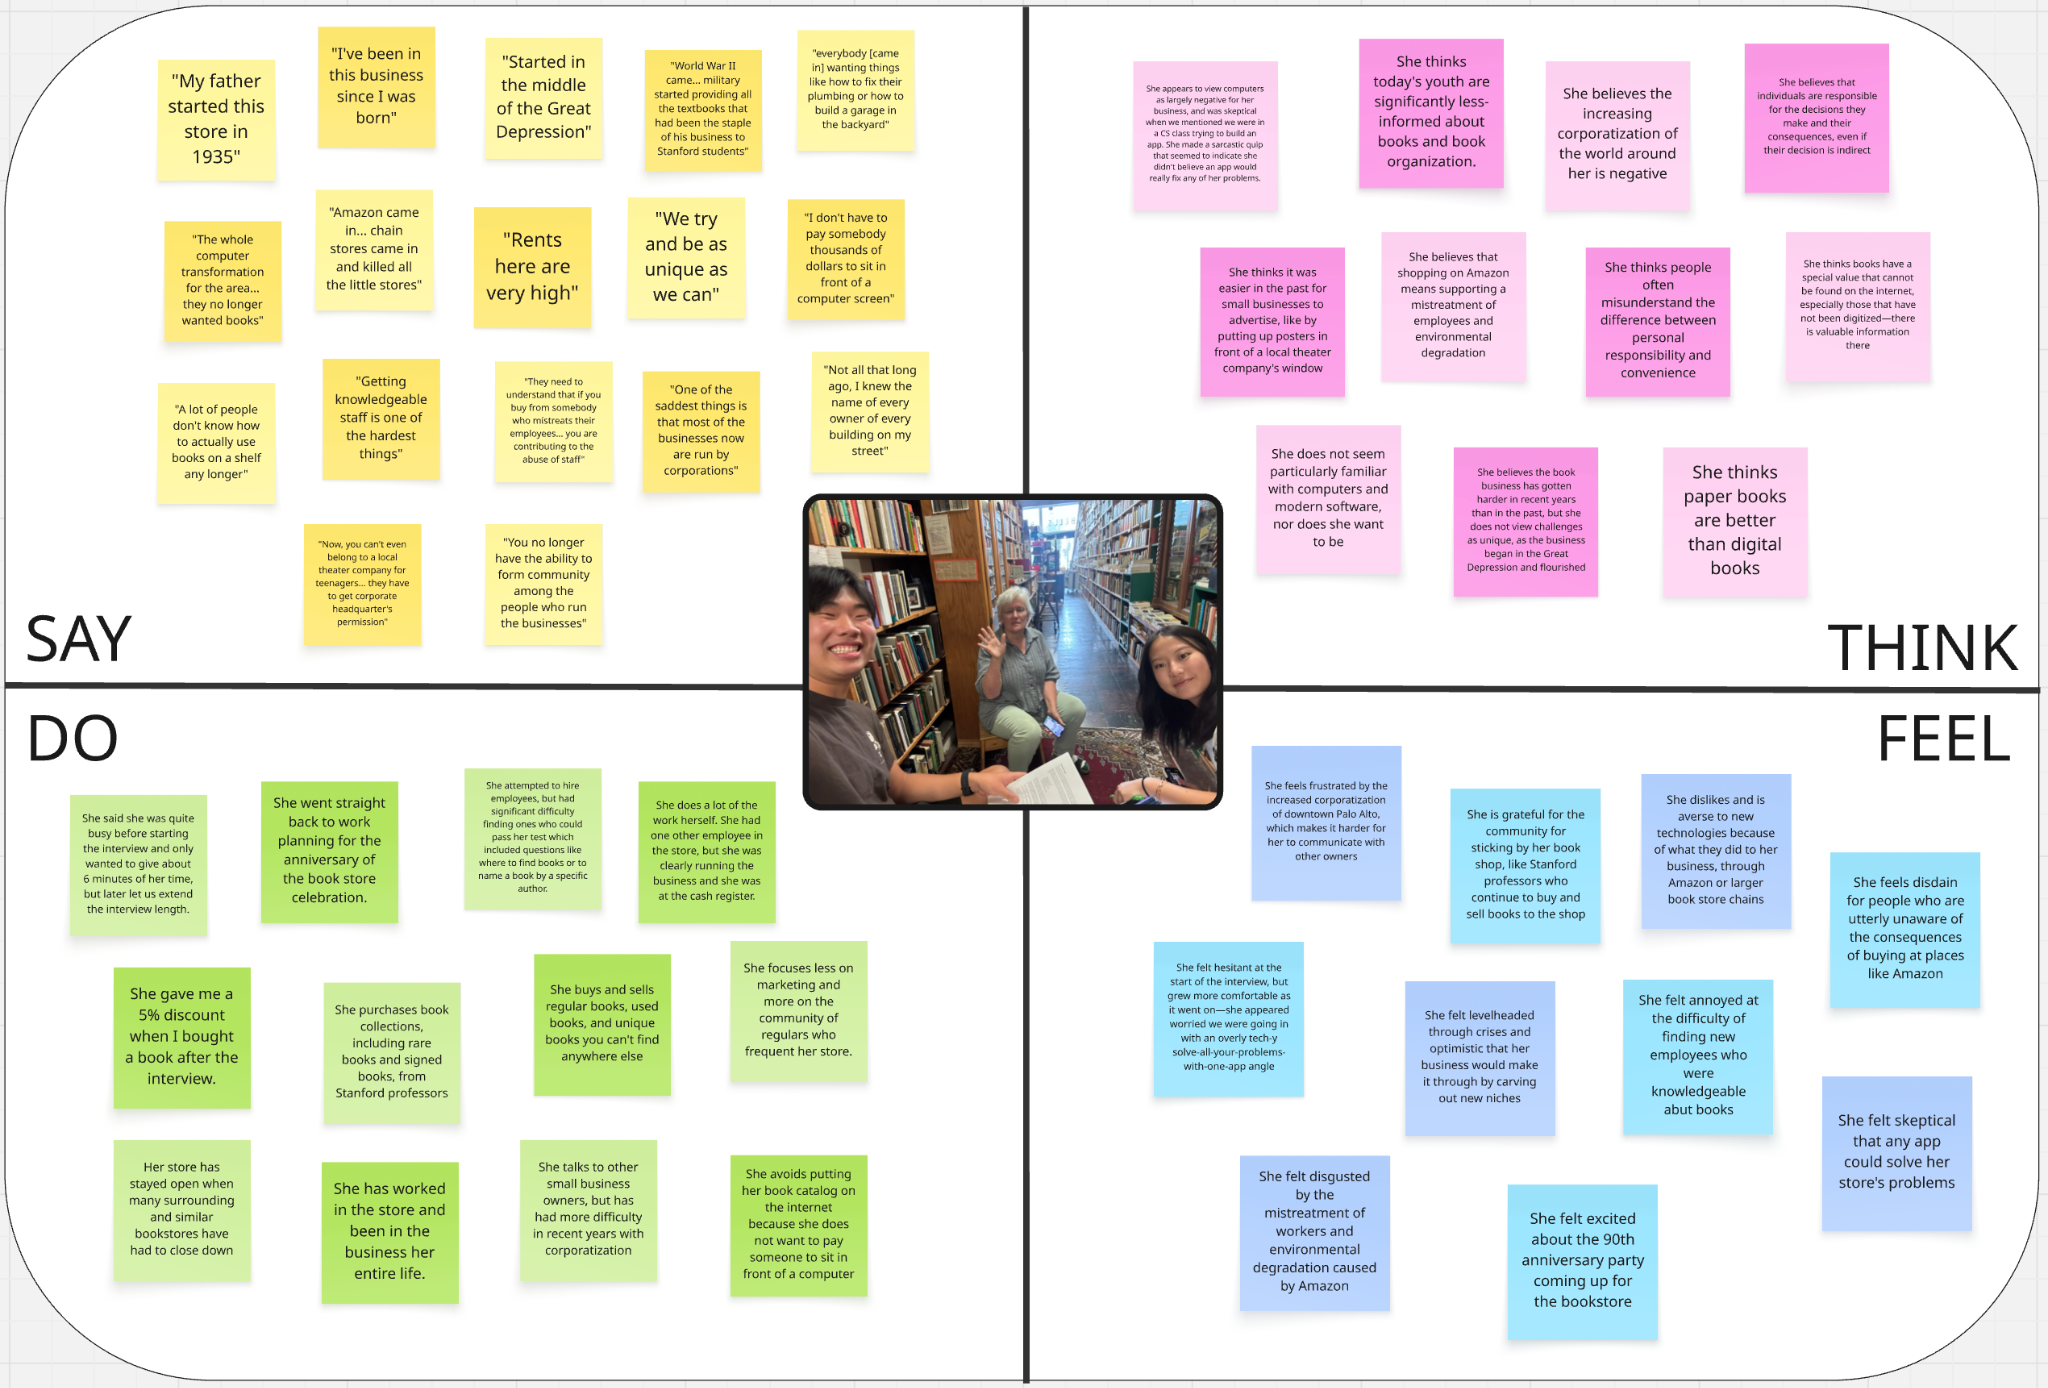 "My father
started this
store in
1935"
"I've been in
this business
since I was
born"
"Started in
the middle
of the Great
Depression"
"World War II
came... military
started providing all
the textbooks that
had been the staple
of his business to
Stanford students"
"everybody [came
in] wanting things
like how to fix their
plumbing or how to
build a garage in
the backyard"
"The whole
computer
transformation
for the area...
they no longer
wanted books"
"Amazon came
in... chain
stores came in
and killed all
the little stores"
"Rents
here are
very high"
"We try
and be as
unique as
we can"
"I don't have to
pay somebody
thousands of
dollars to sit in
front of a
computer screen"
"A lot of people
don't know how
to actually use
books on a shelf
any longer"
"Getting
knowledgeable
staff is one of
the hardest
things"
"They need to
understand that if you
buy from somebody
who mistreats their
employees... you are
contributing to the
abuse of staff"
"One of the
saddest things is
that most of the
businesses now
are run by
corporations"
"Not all that long
ago, I knew the
name of every
owner of every
building on my
street"
"Now, you can't even
belong to a local
theater company for
teenagers... they have
to get corporate
headquarter's
permission"
"You no longer
have the ability to
form community
among the
people who run
the businesses"
SAY
She appears to view computers
as largely negative for her
business, and was skeptical
when we mentioned we were in
a CS class trying to build an
app. She made a sarcastic quip
that seemed to indicate she
didn't believe an app would
really fix any of her problems.
She thinks
today's youth are
significantly less-
informed about
books and book
organization.
She believes the
increasing
corporatization of
the world around
her is negative
She believes that
individuals are responsible
for the decisions they
make and their
consequences, even if
their decision is indirect
She thinks it was
easier in the past for
small businesses to
advertise, like by
putting up posters in
front of a local theater
company's window
She believes that
shopping on Amazon
means supporting a
mistreatment of
employees and
environmental
degradation
She thinks people
often
misunderstand the
difference between
personal
responsibility and
convenience
She thinks books have a
special value that cannot
be found on the internet,
especially those that have
not been digitized—there
is valuable information
there
She does not seem
particularly familiar
with computers and
modern software,
nor does she want
to be
She believes the book
business has gotten
harder in recent years
than in the past, but she
does not view challenges
as unique, as the business
began in the Great
Depression and flourished
She thinks
paper books
are better
than digital
books
THINK
DO
She said she was quite
busy before starting
the interview and only
wanted to give about
6 minutes of her time,
but later let us extend
the interview length.
She went straight
back to work
planning for the
anniversary of
the book store
celebration.
She attempted to hire
employees, but had
significant difficulty
finding ones who could
pass her test which
included questions like
where to find books or to
name a book by a specific
author.
She does a lot of the
work herself. She had
one other employee in
the store, but she was
clearly running the
business and she was
at the cash register.
She gave me a
5% discount
when I bought
a book after the
interview.
She purchases book
collections,
including rare
books and signed
books, from
Stanford professors
She buys and sells
regular books, used
books, and unique
books you can't find
anywhere else
She focuses less on
marketing and
more on the
community of
regulars who
frequent her store.
Her store has
stayed open when
many surrounding
and similar
bookstores have
had to close down
She has worked
in the store and
been in the
business her
entire life.
She talks to other
small business
owners, but has
had more difficulty
in recent years with
corporatization
She avoids putting
her book catalog on
the internet
because she does
not want to pay
someone to sit in
front of a computer
FEEL
She feels frustrated by the
increased corporatization
of downtown Palo Alto,
which makes it harder for
her to communicate with
other owners
She is grateful for the
community for
sticking by her book
shop, like Stanford
professors who
continue to buy and
sell books to the shop
She dislikes and is
averse to new
technologies because
of what they did to her
business, through
Amazon or larger
book store chains
She feels disdain
for people who are
utterly unaware of
the consequences
of buying at places
like Amazon
She felt hesitant at the
start of the interview, but
grew more comfortable as
it went on—she appeared
worried we were going in
with an overly tech-y
solve-all-your-problems-
with-one-app angle
She felt levelheaded
through crises and
optimistic that her
business would make
it through by carving
out new niches
She felt annoyed at
the difficulty of
finding new
employees who
were
knowledgeable
abut books
She felt skeptical
that any app
could solve her
store's problems
She felt disgusted
by the
mistreatment of
workers and
environmental
degradation caused
by Amazon
She felt excited
about the 90th
anniversary party
coming up for
the bookstore